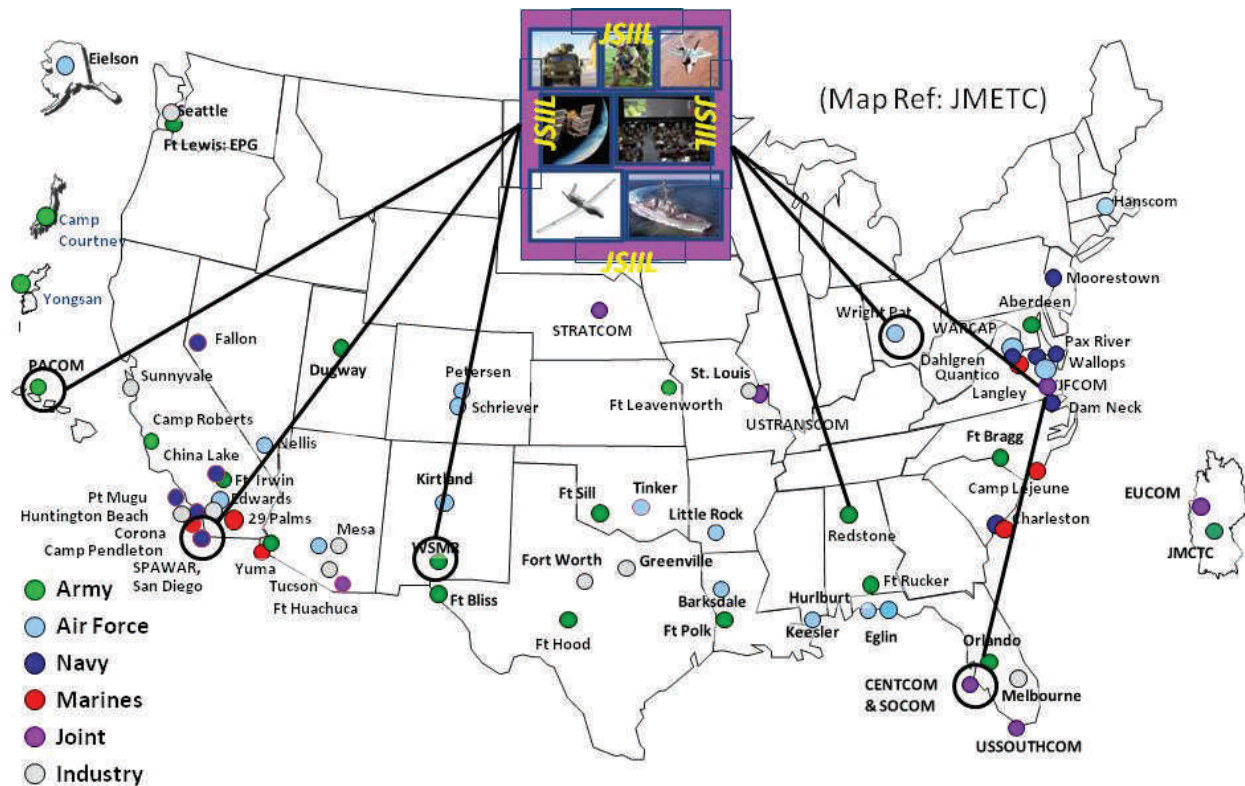 JSIIL
JSIIL
JSIIL
JSIIL
(Map Ref: JMETC)
Eielson
Seattle
Ft Lewis: EPG
Camp
Courtney
Yongsan
PACOM
Fallon
Sunnyvale
Dugway
Camp Roberts
China Lake
Nellis
Ft Irwin
Pt Mugu
Edwards
Huntington Beach
29 Palms
Corona
Camp Pendleton
SPAWAR,
San Diego
Yuma
Mesa
Tucson
Ft Huachuca
STRATCOM
Petersen
Schriever
Kirtland
WSMR
Ft Bliss
Ft Leavenworth
St. Louis
USTRANSCOM
Ft Sill
Tinker
Little Rock
Fort Worth
Greenville
Ft Hood
Barksdale
Ft Polk
Keesler
Hurlburt
Eglin
Ft Rucker
Redstone
Wright Pat
Hanscom
Moorestown
Aberdeen
WARCAP
Pax River
Dahlgren
Wallops
Quantico
Langley
JFCOM
Dam Neck
Ft Bragg
Camp Lejeune
Charleston
Orlando
CENTCOM
& SOCOM
Melbourne
USSOUTHCOM
EUCOM
JMCTC
Army
Air Force
Navy
Marines
Joint
Industry